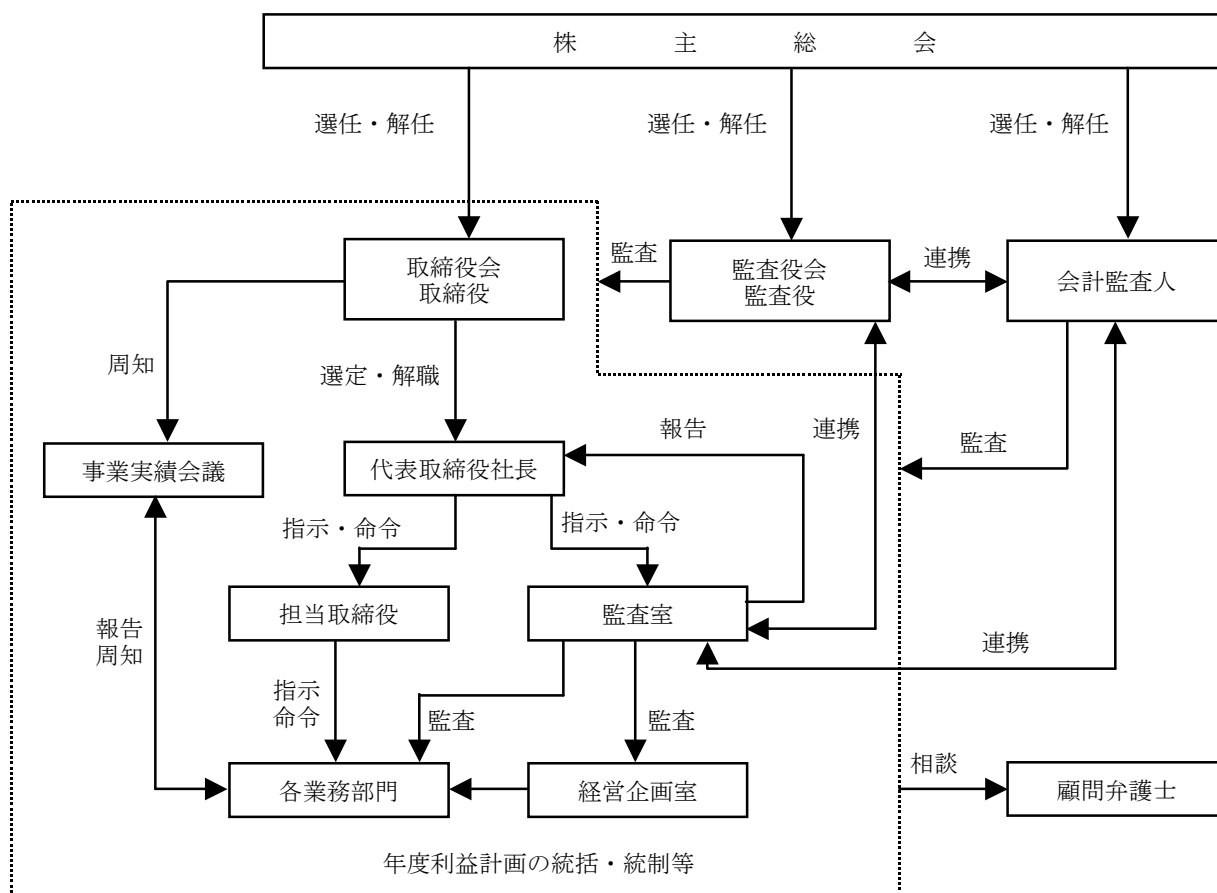 株主総会
選任・解任
選任・解任
選任・解任
取締役会
取締役
監査
監査役会
監査役
連携
会計監査人
周知
選定・解職
事業実績会議
代表取締役社長
報告
連携
監査
指示・命令
指示・命令
担当取締役
監査室
報告
周知
連携
指示
命令
監査
監査
各業務部門
経営企画室
相談
顧問弁護士
年度利益計画の統括・統制等